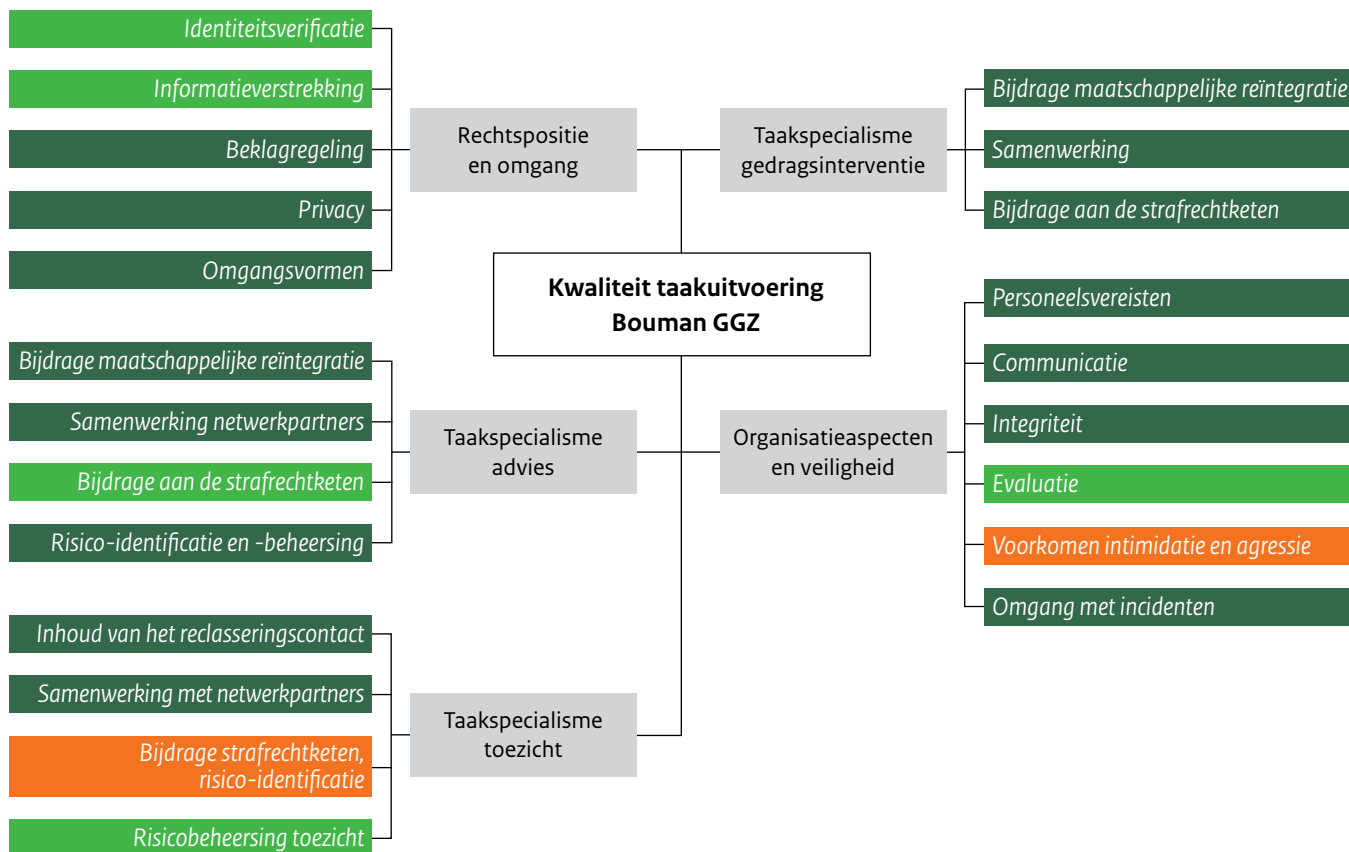 Identiteitsverificatie
Informatieverstrekking
Beklagregeling
Privacy
Omgangsvormen
Rechtspositie
en omgang
Taakspecialisme
gedragsinterventie
Bijdrage maatschappelijke reïntegratie
Samenwerking
Bijdrage aan de strafrechtketen
Kwaliteit taakuitvoering
Bouman GGZ
Bijdrage maatschappelijke reïntegratie
Samenwerking netwerkpartners
Bijdrage aan de strafrechtketen
Risico-identificatie en -beheersing
Taakspecialisme
advies
Organisatieaspecten
en veiligheid
Personeelsvereisten
Communicatie
Integriteit
Evaluatie
Voorkomen intimidatie en agressie
Omgang met incidenten
Inhoud van het reclasseringscontact
Samenwerking met netwerkpartners
Bijdrage strafrechtketen,
risico-identificatie
Risicobeheersing toezicht
Taakspecialisme
toezicht